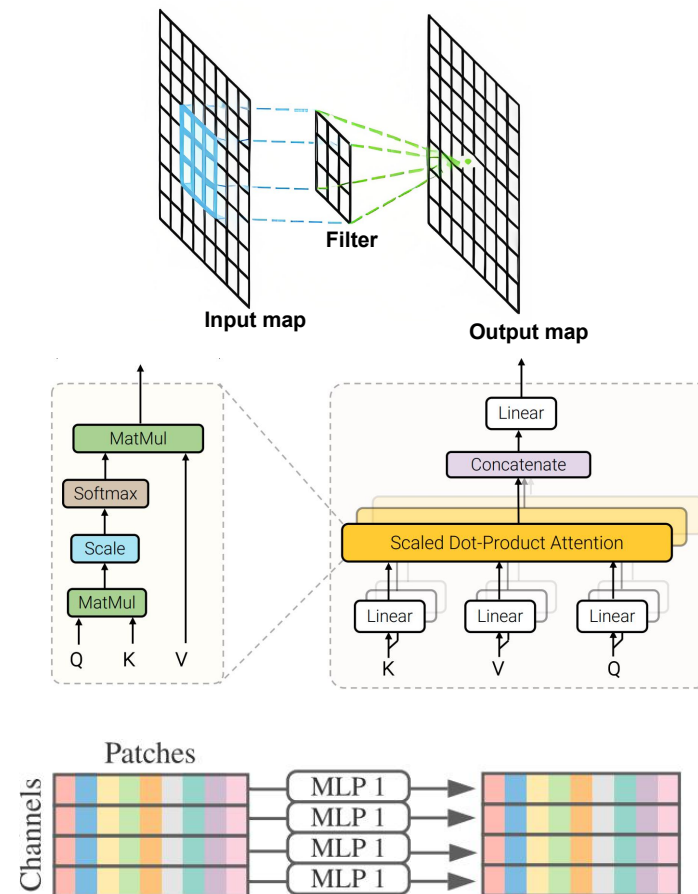 Filter
Input map
Output map
MatMul
Softmax
Scale
MatMul
Q K V
Linear
Concatenate
Scaled Dot-Product Attention
Linear Linear Linear
K V Q
Patches
Channels
MLP 1
MLP 1
MLP 1
MLP 1